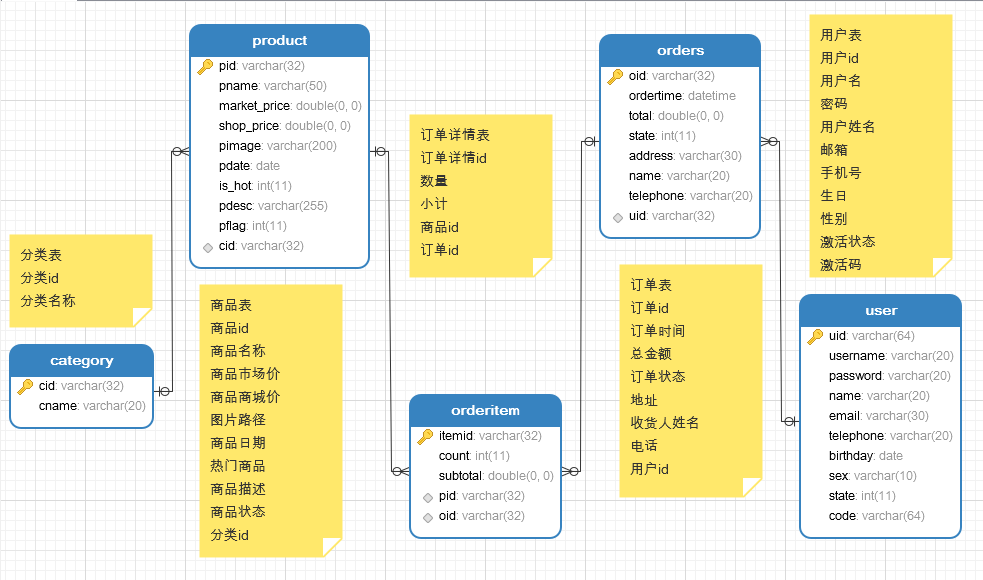 product
pid: varchar(32)
pname: varchar(50)
market_price: double(0, 0)
shop_price: double(0, 0)
pimage: varchar(200)
pdate: date
is_hot: int(11)
pdesc: varchar(255)
pflag: int(11)
cid: varchar(32)
订单详情表
订单详情id
数量
小计
商品id
订单id
orders
oid: varchar(32)
ordertime: datetime
total: double(0, 0)
state: int(11)
address: varchar(30)
name: varchar(20)
telephone: varchar(20)
uid: varchar(32)
用户表
用户id
用户名
密码
用户姓名
邮箱
手机号
生日
性别
激活状态
激活码
分类表
分类id
分类名称
category
cid: varchar(32)
cname: varchar(20)
商品表
商品id
商品名称
商品市场价
商品商城价
图片路径
商品日期
热门商品
商品描述
商品状态
分类id
orderitem
itemid: varchar(32)
count: int(11)
subtotal: double(0, 0)
pid: varchar(32)
oid: varchar(32)
订单表
订单id
订单时间
总金额
订单状态
地址
收货人姓名
电话
用户id
user
uid: varchar(64)
username: varchar(20)
password: varchar(20)
name: varchar(20)
email: varchar(30)
telephone: varchar(20)
birthday: date
sex: varchar(10)
state: int(11)
code: varchar(64)